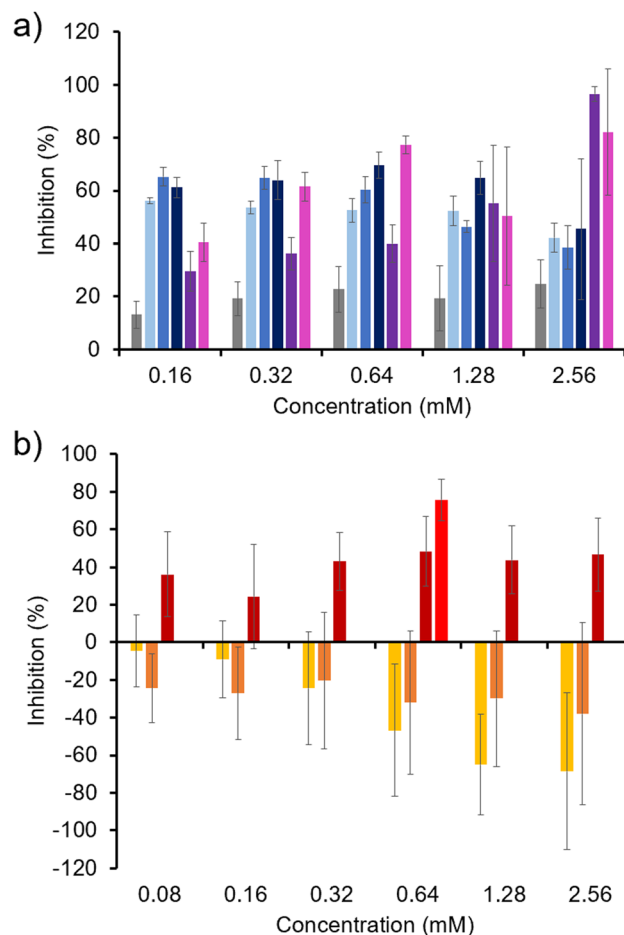 a)
120
100
80
60
40
20
0
Inhibition (%)
0.16 0.32 0.64 1.28 2.56
Concentration (mM)
b)
100
80
60
40
20
0
-20
-40
-60
-80
-100
-120
Inhibition (%)
0.08 0.16 0.32 0.64 1.28 2.56
Concentration (mM)